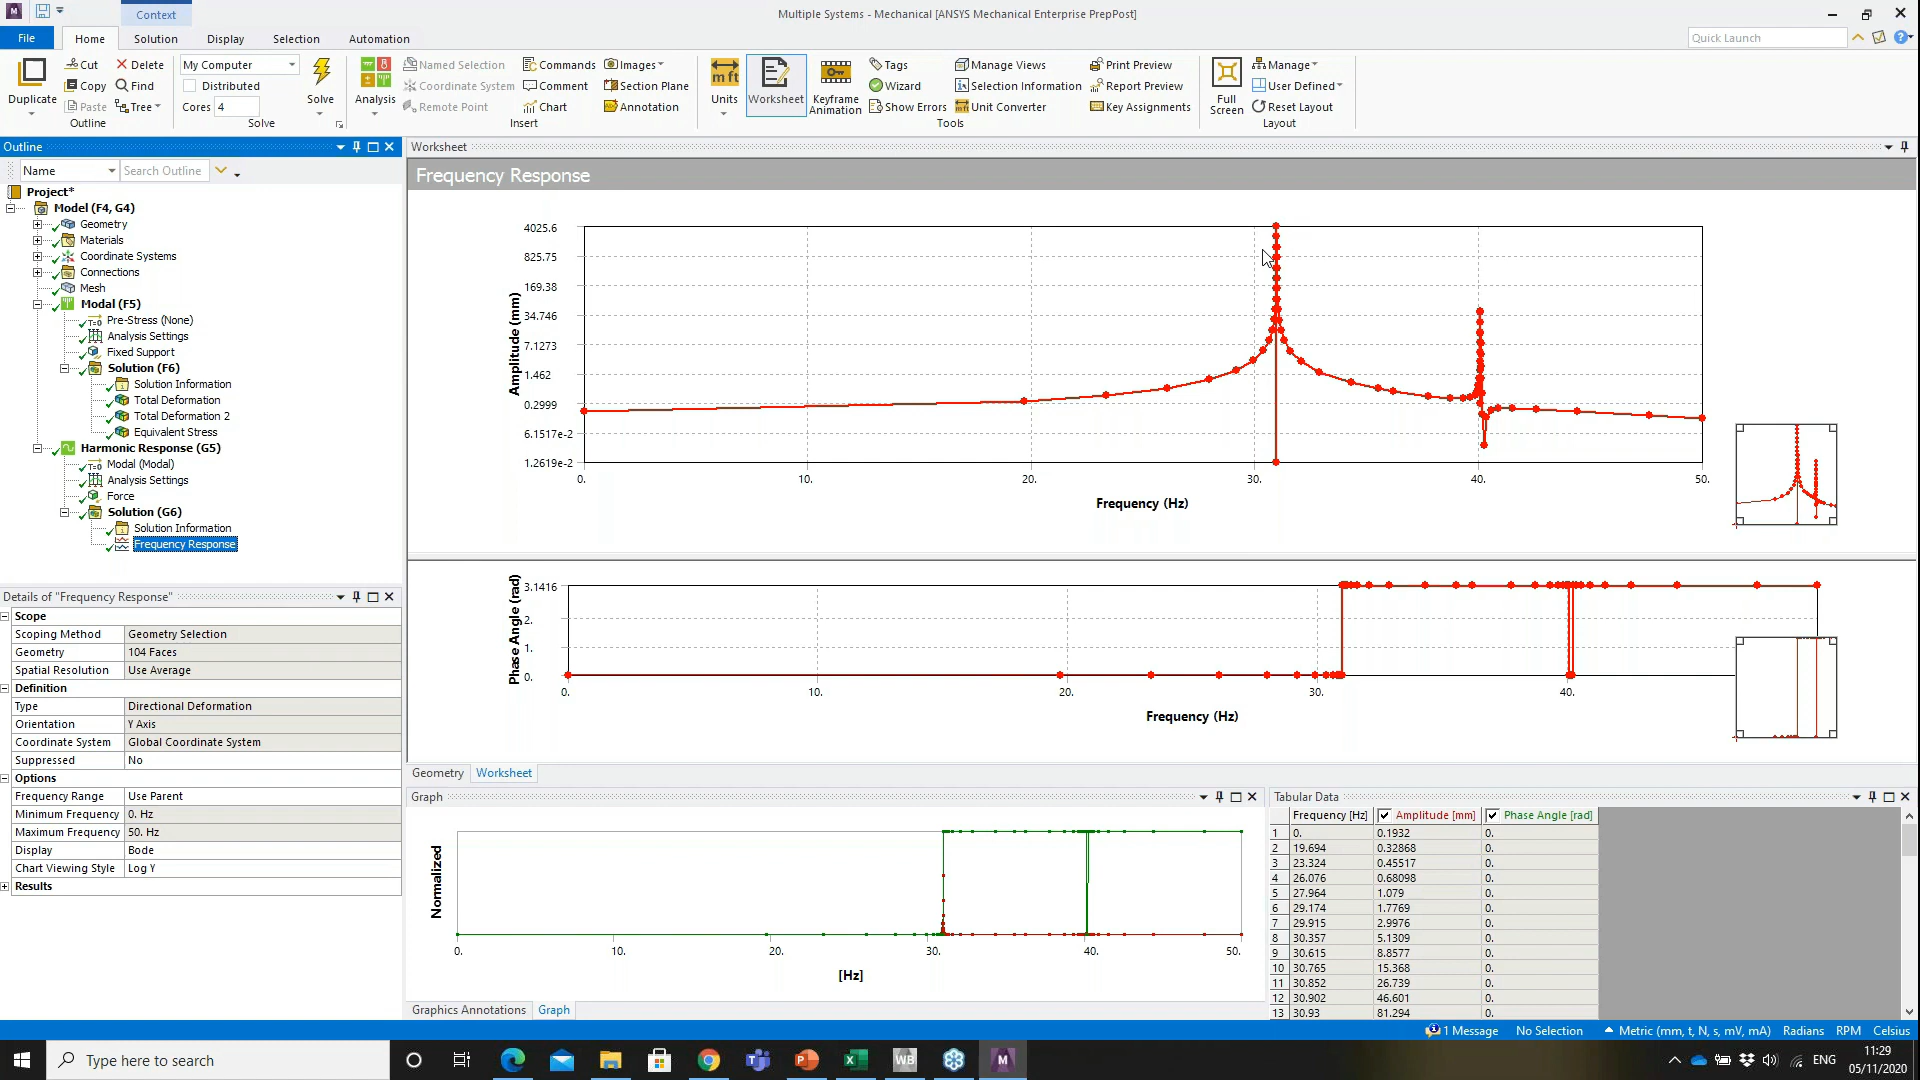 Context
Multiple Systems - Mechanical [ANSYS Mechanical Enterprise PrepPost]
File Home Solution Display Selection Automation Quick Launch
Duplicate Cut Copy Paste Delete Find Tree
Outline
My Computer
Distributed
Cores 4
Solve
Solve
Analysis
Named Selection Commands Images
Coordinate System Comment Section Plane
Remote Point Chart Annotation
Insert
Units Worksheet Keyframe Animation
Tags Manage Views Print Preview
Wizard Selection Information Report Preview
Show Errors Unit Converter Key Assignments
Tools
Full Screen
Manage
User Defined
Reset Layout
Layout
Outline
Name Search Outline
Project*
Model (F4, G4)
Geometry
Materials
Coordinate Systems
Connections
Mesh
Modal (F5)
Pre-Stress (None)
Analysis Settings
Fixed Support
Solution (F6)
Solution Information
Total Deformation
Total Deformation 2
Equivalent Stress
Harmonic Response (G5)
Modal (Modal)
Analysis Settings
Force
Solution (G6)
Solution Information
Frequency Response
Details of "Frequency Response"
Scope
Scoping Method Geometry Selection
Geometry 104 Faces
Spatial Resolution Use Average
Definition
Type Directional Deformation
Orientation Y Axis
Coordinate System Global Coordinate System
Suppressed No
Options
Frequency Range Use Parent
Minimum Frequency 0. Hz
Maximum Frequency 50. Hz
Display Bode
Chart Viewing Style Log Y
Results
Worksheet
Frequency Response
Amplitude (mm)
4025.6
825.75
169.38
34.746
7.1273
1.462
0.2999
6.1517e-2
1.2619e-2
0. 10. 20. 30. 40. 50.
Frequency (Hz)
Phase Angle (rad)
3.1416
2.
1.
0.
0. 10. 20. 30. 40.
Frequency (Hz)
Geometry Worksheet
Graph
Normalized
0. 10. 20. 30. 40. 50.
[Hz]
Graphics Annotations Graph
Tabular Data
Frequency [Hz] Amplitude [mm] Phase Angle [rad]
1 0. 0.1932 0.
2 19.694 0.32868 0.
3 23.324 0.45517 0.
4 26.076 0.68098 0.
5 27.964 1.079 0.
6 29.174 1.7769 0.
7 29.915 2.9976 0.
8 30.357 5.1309 0.
9 30.615 8.8577 0.
10 30.765 15.368 0.
11 30.852 26.739 0.
12 30.902 46.601 0.
13 30.93 81.294 0.
1 Message No Selection Metric (mm, t, N, s, mV, mA) Radians RPM Celsius
Type here to search
WB
M
ENG
11:29
05/11/2020